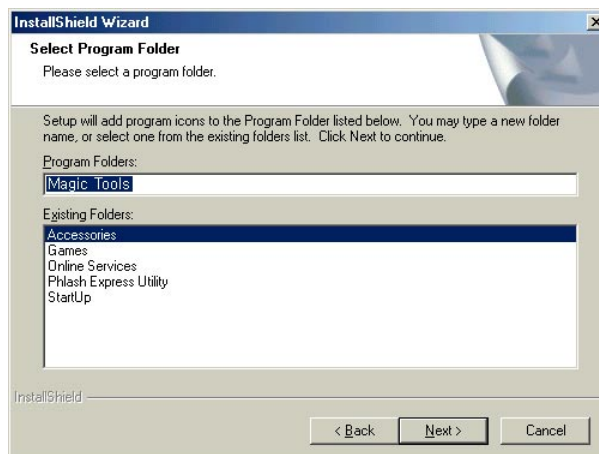 InstallShield Wizard
Select Program Folder
Please select a program folder.
Setup will add program icons to the Program Folder listed below. You may type a new folder
name, or select one from the existing folders list. Click Next to continue.
Program Folders:
Magic Tools
Existing Folders:
Accessories
Games
Online Services
Phlash Express Utility
StartUp
InstallShield
< Back Next > Cancel